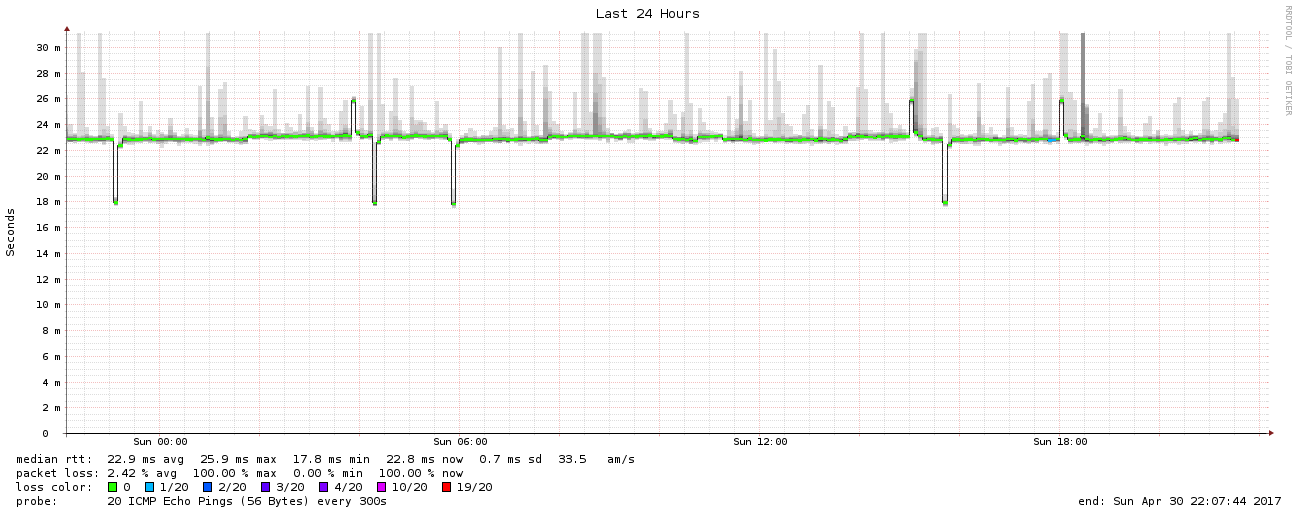 Last 24 Hours
RRDTOOL / TOBI OETIKER
Seconds
30 m
28 m
26 m
24 m
22 m
20 m
18 m
16 m
14 m
12 m
10 m
8 m
6 m
4 m
2 m
0
Sun 00:00 Sun 06:00 Sun 12:00 Sun 18:00
median rtt: 22.9 ms avg 25.9 ms max 17.8 ms min 22.8 ms now 0.7 ms sd 33.5 am/s
packet loss: 2.42 % avg 100.00 % max 0.00 % min 100.00 % now
loss color: 0 1/20 2/20 3/20 4/20 10/20 19/20
probe: 20 ICMP Echo Pings (56 Bytes) every 300s end: Sun Apr 30 22:07:44 2017